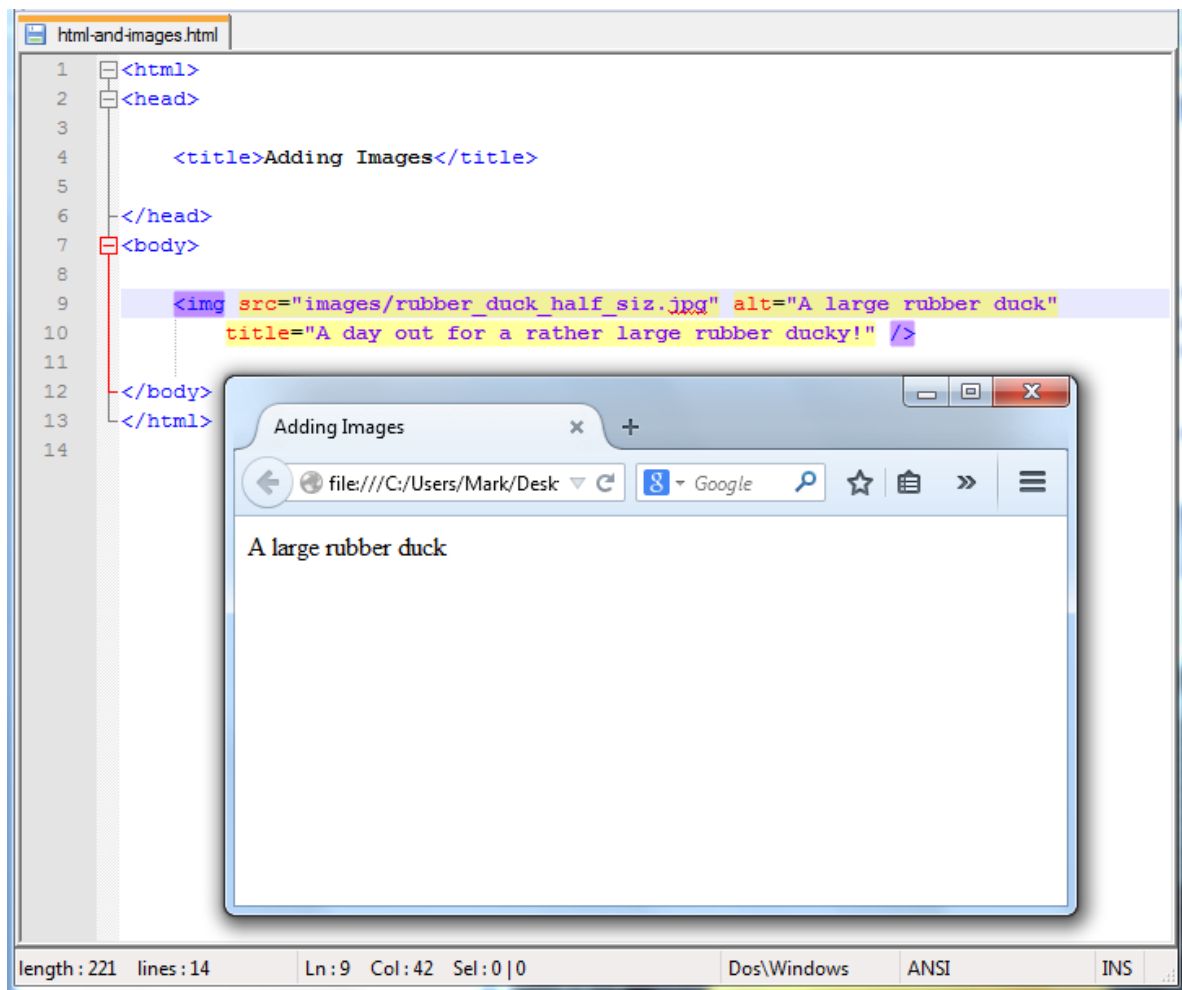 html-and-images.html
1 <html>
2 <head>
3
4 <title>Adding Images</title>
5
6 </head>
7 <body>
8
9 <img src="images/rubber_duck_half_siz.jpg" alt="A large rubber duck"
10 title="A day out for a rather large rubber ducky!" />
11
12 </body>
13 </html>
14
Adding Images
file:///C:/Users/Mark/Desk
8 Google
A large rubber duck
length : 221 lines : 14 Ln : 9 Col : 42 Sel : 0 | 0 Dos\Windows ANSI INS